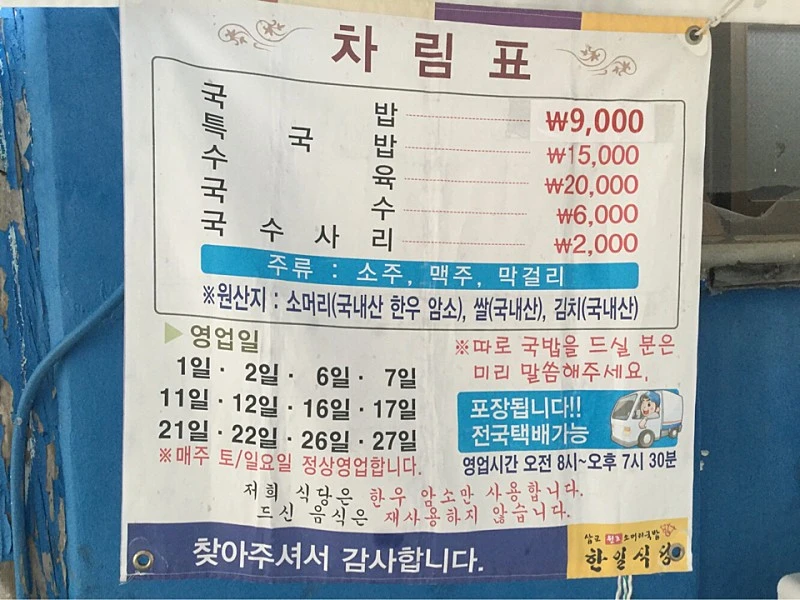 차림표
국밥 ₩9,000
특국밥 ₩15,000
수육 ₩20,000
국수 ₩6,000
국수사리 ₩2,000
주류 : 소주, 맥주, 막걸리
※원산지 : 소머리(국내산 한우 암소), 쌀(국내산), 김치(국내산)
▶영업일
1일 · 2일 · 6일 · 7일
11일 · 12일 · 16일 · 17일
21일 · 22일 · 26일 · 27일
※매주 토/일요일 정상영업합니다.
※따로 국밥을 드실 분은
미리 말씀해주세요.
포장됩니다!!
전국택배가능
영업시간 오전 8시~오후 7시 30분
저희 식당은 한우 암소만 사용합니다.
드신 음식은 재사용하지 않습니다.
찾아주셔서 감사합니다.
삼고 원조 소머리국밥
한일식당